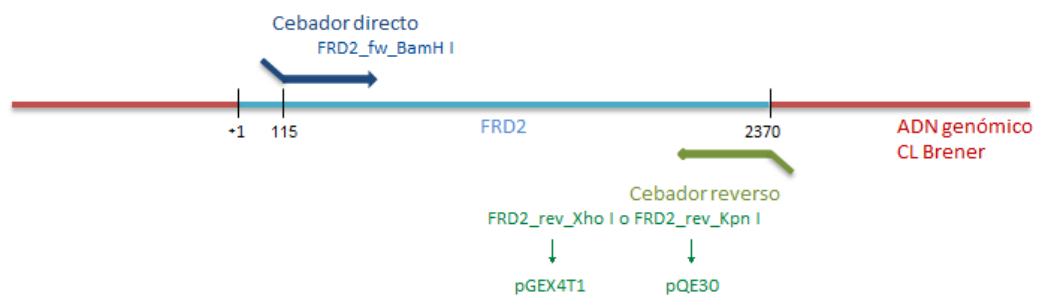 Cebador directo
FRD2_fw_BamH I
+1
115
FRD2
2370
ADN genómico
CL Brener
Cebador reverso
FRD2_rev_Xho I o FRD2_rev_Kpn I
pGEX4T1
pQE30